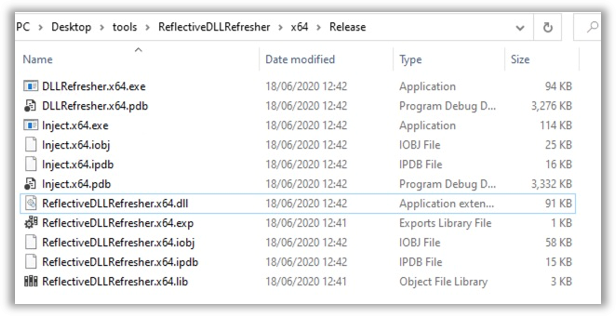 PC > Desktop > tools > ReflectiveDLLRefresher > x64 > Release
Name Date modified Type Size
DLLRefresher.x64.exe 18/06/2020 12:42 Application 94 KB
DLLRefresher.x64.pdb 18/06/2020 12:42 Program Debug D... 3,276 KB
Inject.x64.exe 18/06/2020 12:42 Application 114 KB
Inject.x64.iobj 18/06/2020 12:42 IOBJ File 25 KB
Inject.x64.ipdb 18/06/2020 12:42 IPDB File 16 KB
Inject.x64.pdb 18/06/2020 12:42 Program Debug D... 3,332 KB
ReflectiveDLLRefresher.x64.dll 18/06/2020 12:42 Application exten... 91 KB
ReflectiveDLLRefresher.x64.exp 18/06/2020 12:41 Exports Library File 1 KB
ReflectiveDLLRefresher.x64.iobj 18/06/2020 12:42 IOBJ File 58 KB
ReflectiveDLLRefresher.x64.ipdb 18/06/2020 12:42 IPDB File 15 KB
ReflectiveDLLRefresher.x64.lib 18/06/2020 12:41 Object File Library 3 KB